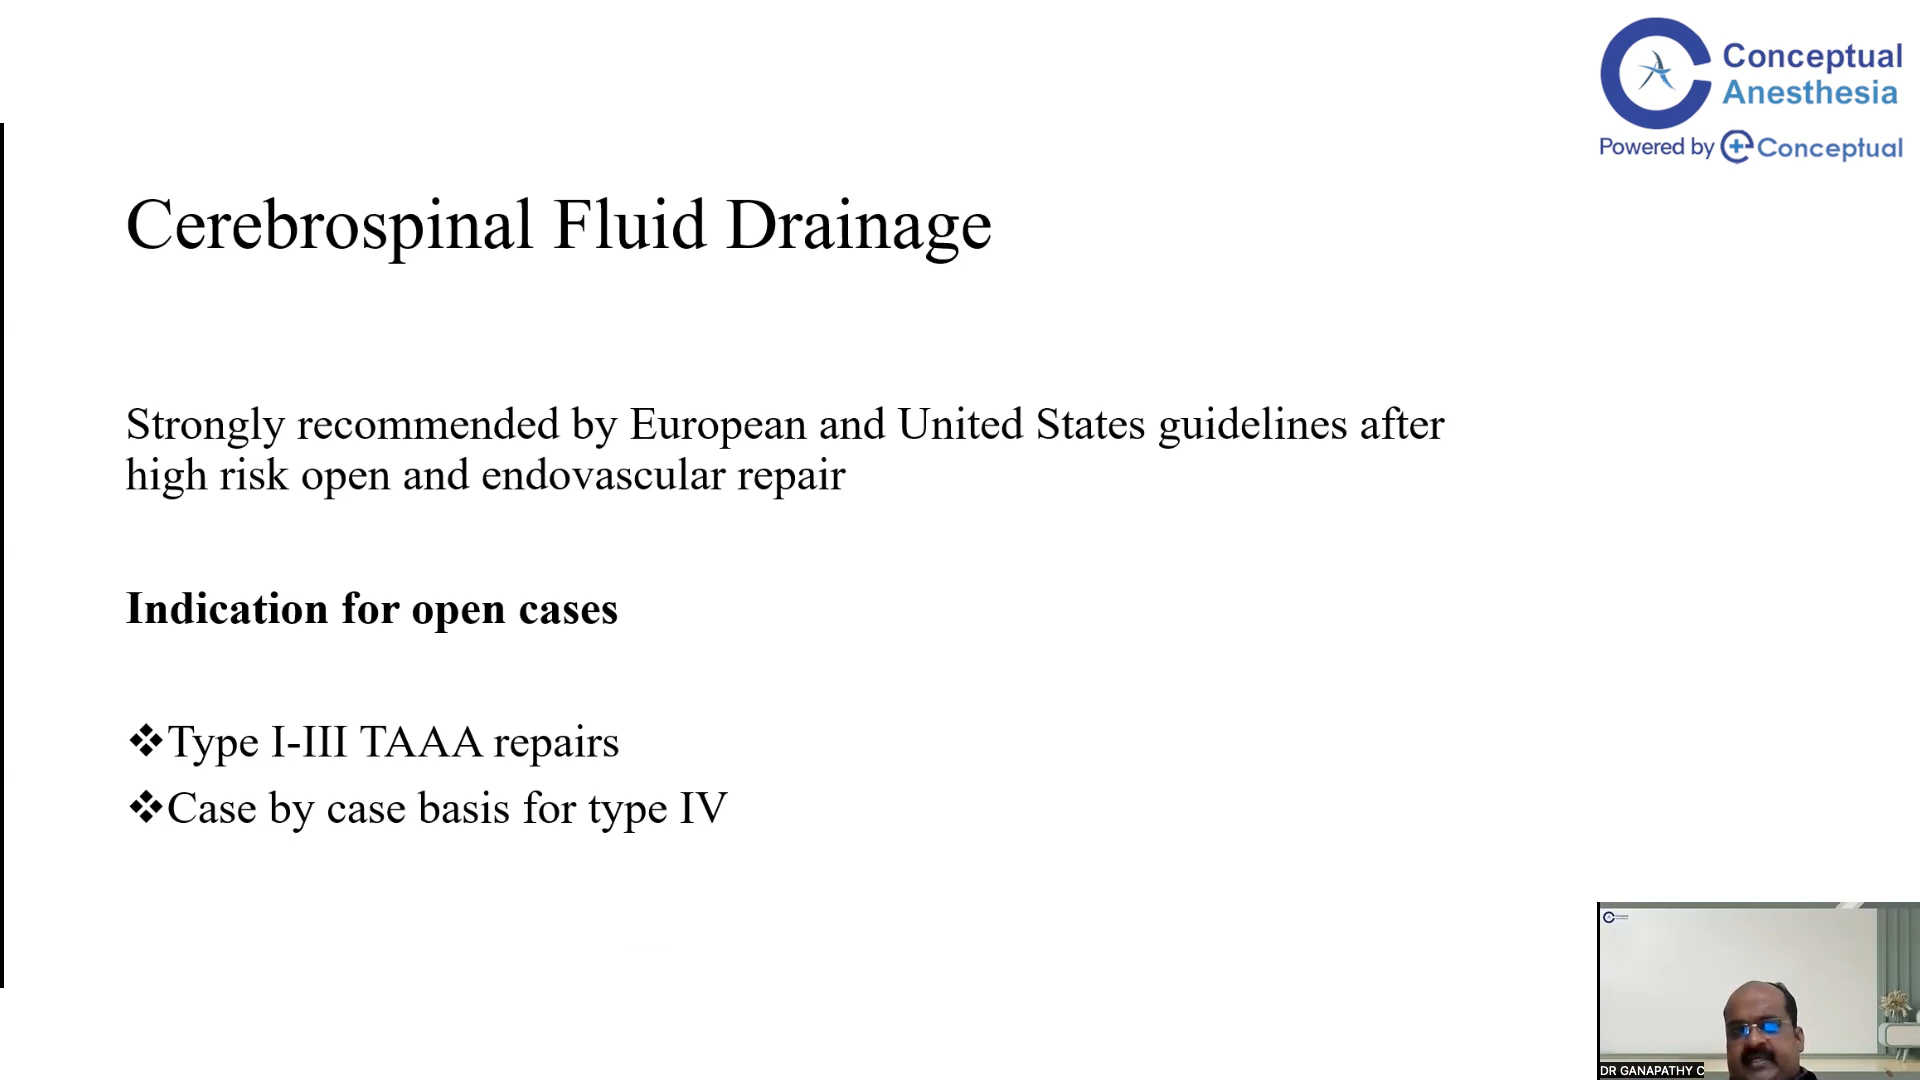 Conceptual
Anesthesia
Powered by Conceptual
Cerebrospinal Fluid Drainage
Strongly recommended by European and United States guidelines after
high risk open and endovascular repair
Indication for open cases
❖Type I-III TAAA repairs
❖Case by case basis for type IV
DR GANAPATHY C